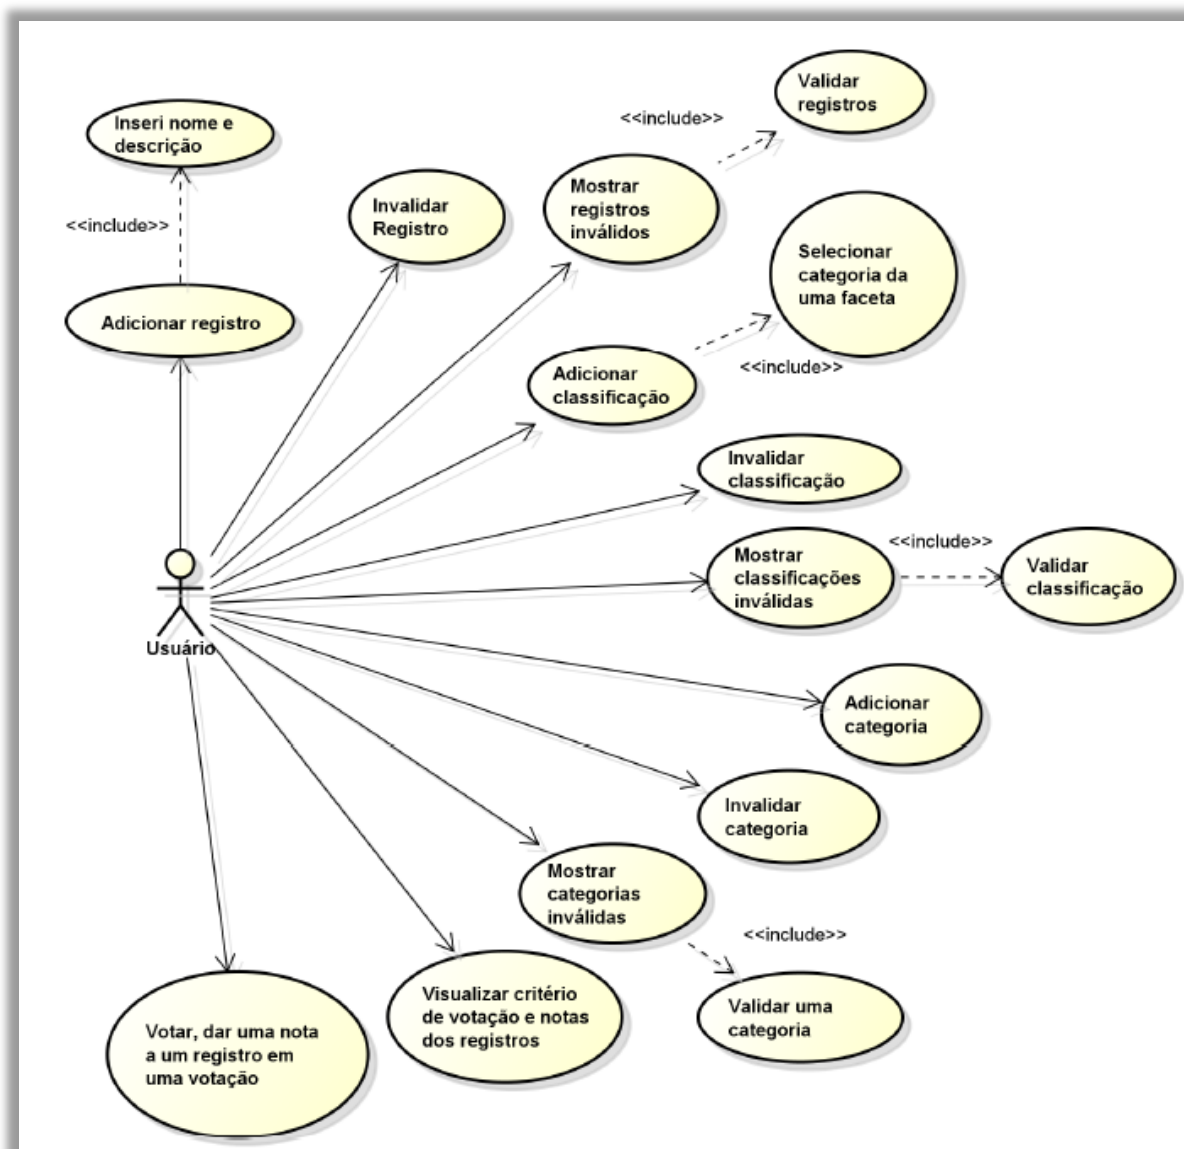 Validar
registros
<<include>>
Inseri nome e
descrição
<<include>>
Invalidar
Registro
Mostrar
registros
inválidos
Selecionar
categoria da
uma faceta
Adicionar registro
Adicionar
classificação
<<include>>
Invalidar
classificação
Mostrar
classificações
inválidas
<<include>>
Validar
classificação
Usuário
Adicionar
categoria
Invalidar
categoria
Mostrar
categorias
inválidas
<<include>>
Validar uma
categoria
Visualizar critério
de votação e notas
dos registros
Votar, dar uma nota
a um registro em
uma votação